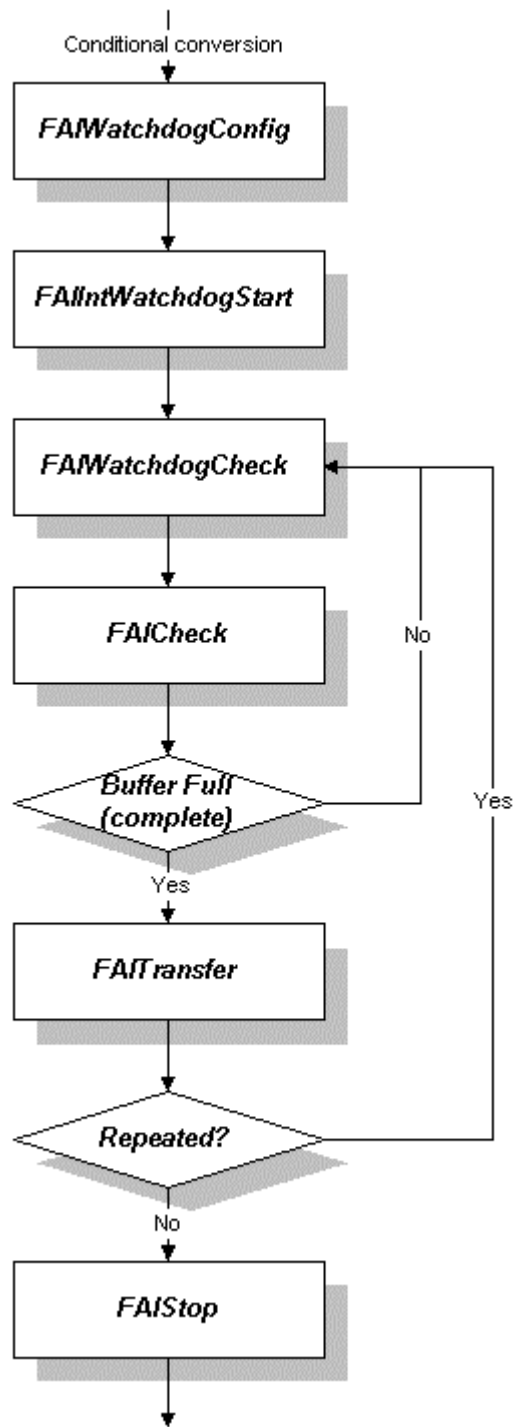 Conditional conversion
FAIWatchdogConfig
FAIIntWatchdogStart
FAIWatchdogCheck
FAICheck
No
Buffer Full
(complete)
Yes
Yes
FAITransfer
Repeated?
No
FAIStop